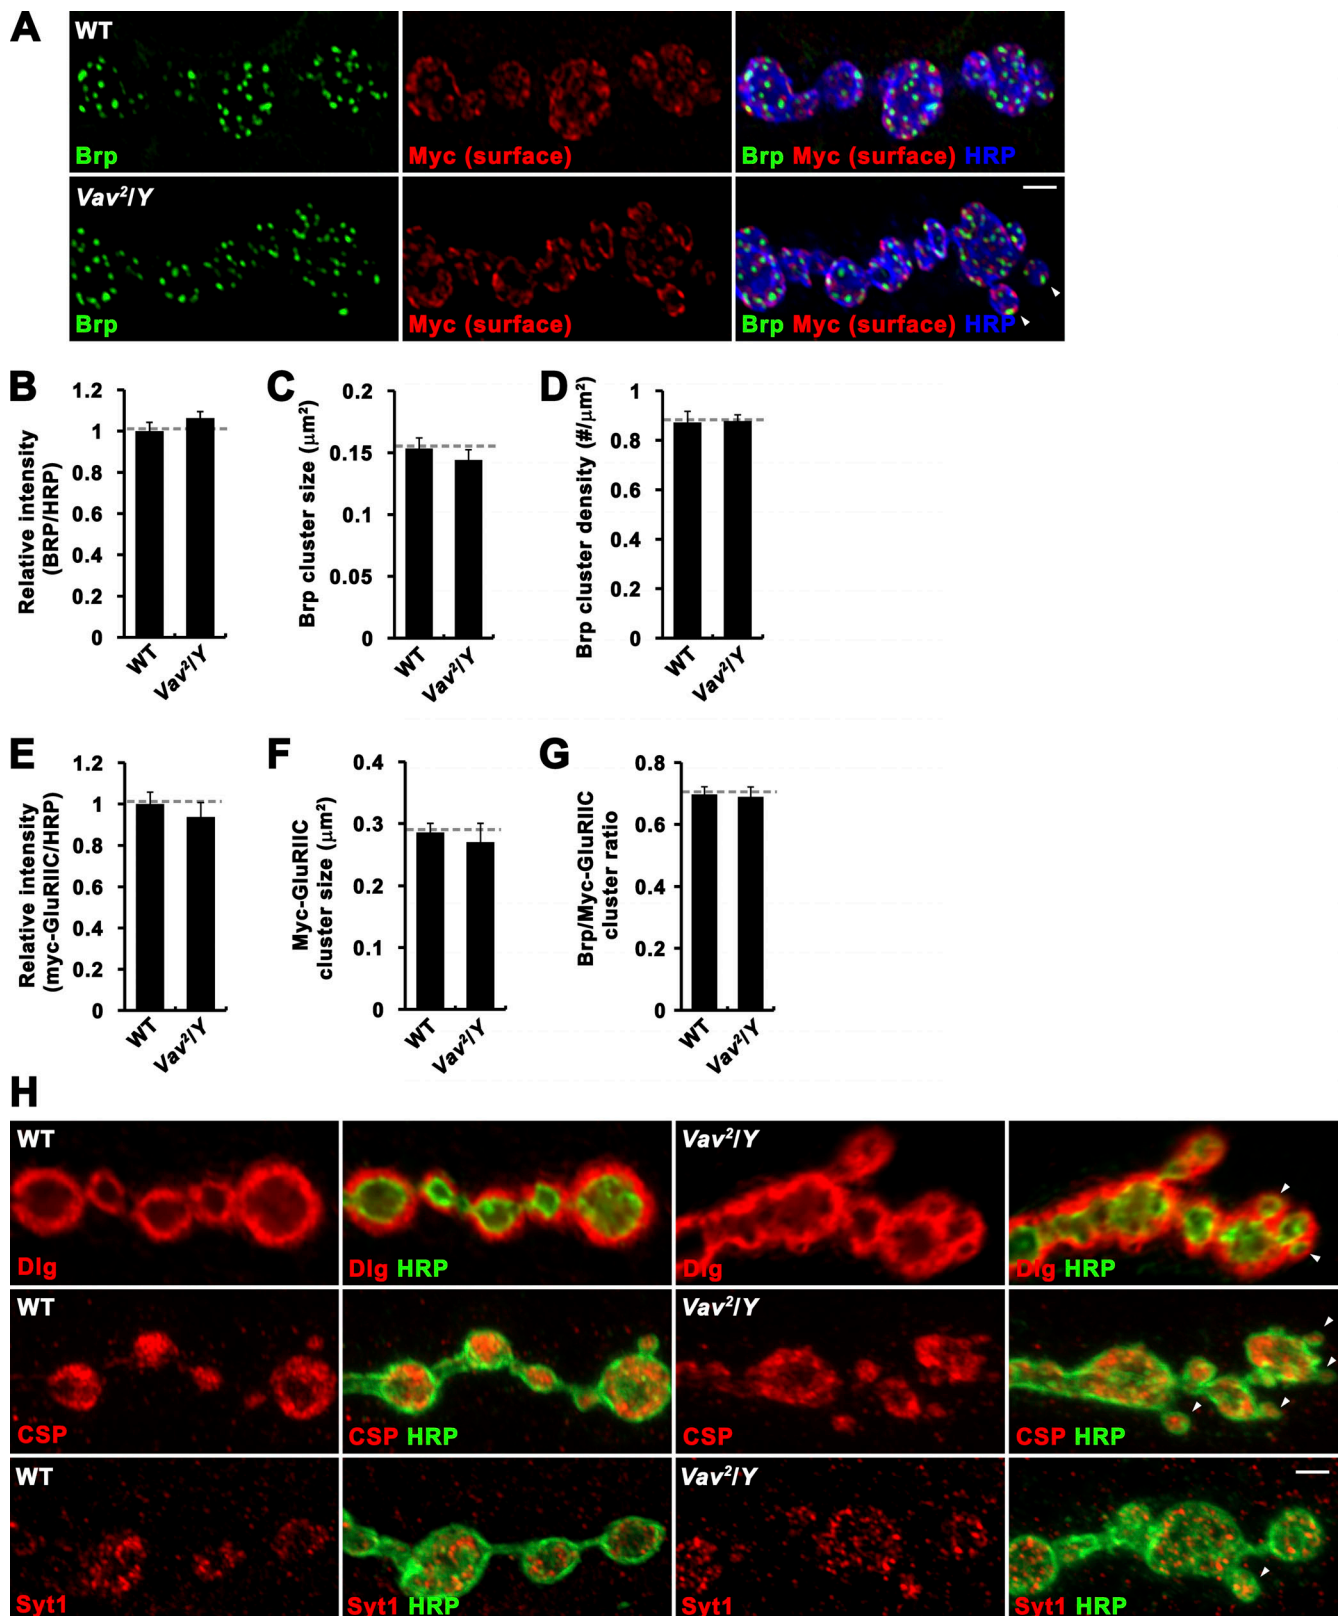 A
WT
Brp
Myc (surface)
Brp Myc (surface) HRP
Vav²/Y
Brp
Myc (surface)
Brp Myc (surface) HRP
B
Relative intensity
(BRP/HRP)
1.2
1
0.8
0.6
0.4
0.2
0
WT
Vav²/Y
C
Brp cluster size (μm²)
0.2
0.15
0.1
0.05
0
WT
Vav²/Y
D
Brp cluster density (#/μm²)
1
0.8
0.6
0.4
0.2
0
WT
Vav²/Y
E
Relative intensity
(myc-GluRIIC/HRP)
1.2
1
0.8
0.6
0.4
0.2
0
WT
Vav²/Y
F
Myc-GluRIIC
cluster size (μm²)
0.4
0.3
0.2
0.1
0
WT
Vav²/Y
G
Brp/Myc-GluRIIC
cluster ratio
0.8
0.6
0.4
0.2
0
WT
Vav²/Y
H
WT
Dlg
Dlg HRP
Vav²/Y
Dlg
Dlg HRP
WT
CSP
CSP HRP
Vav²/Y
CSP
CSP HRP
WT
Syt1
Syt1 HRP
Vav²/Y
Syt1
Syt1 HRP